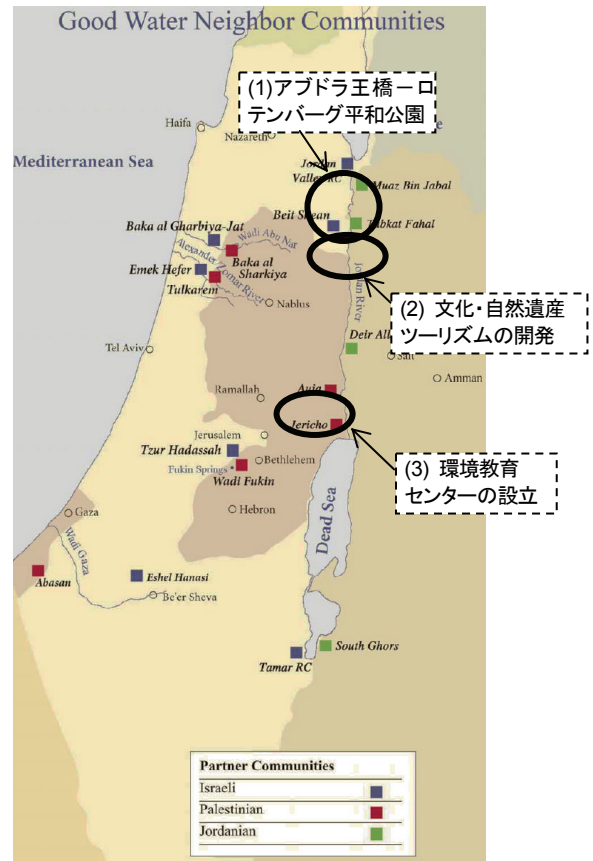 Good Water Neighbor Communities
(1)アブドラ王橋－ロ
テンバーグ平和公園
Haifa
Nazareth
Mediterranean Sea
Jordan
Valley RC
Muaz Bin Jabal
Beit Shean
Tabkat Fahal
Baka al Gharbiya-Jat
Wadi Abu Nar
Baka al
Sharkiya
Emek Hefer
Alexander Zomar River
Tulkarem
Nablus
Jordan River
(2) 文化・自然遺産
ツーリズムの開発
Tel Aviv
Deir All
Salt
Amman
Ramallah
Auja
Jericho
Jerusalem
Tzur Hadassah
Fukin Springs
Bethlehem
Wadi Fukin
(3) 環境教育
センターの設立
Hebron
Dead Sea
Gaza
Wadi Gaza
Abasan
Eshel Hanasi
Be'er Sheva
South Ghors
Tamar RC
Partner Communities
Israeli
Palestinian
Jordanian